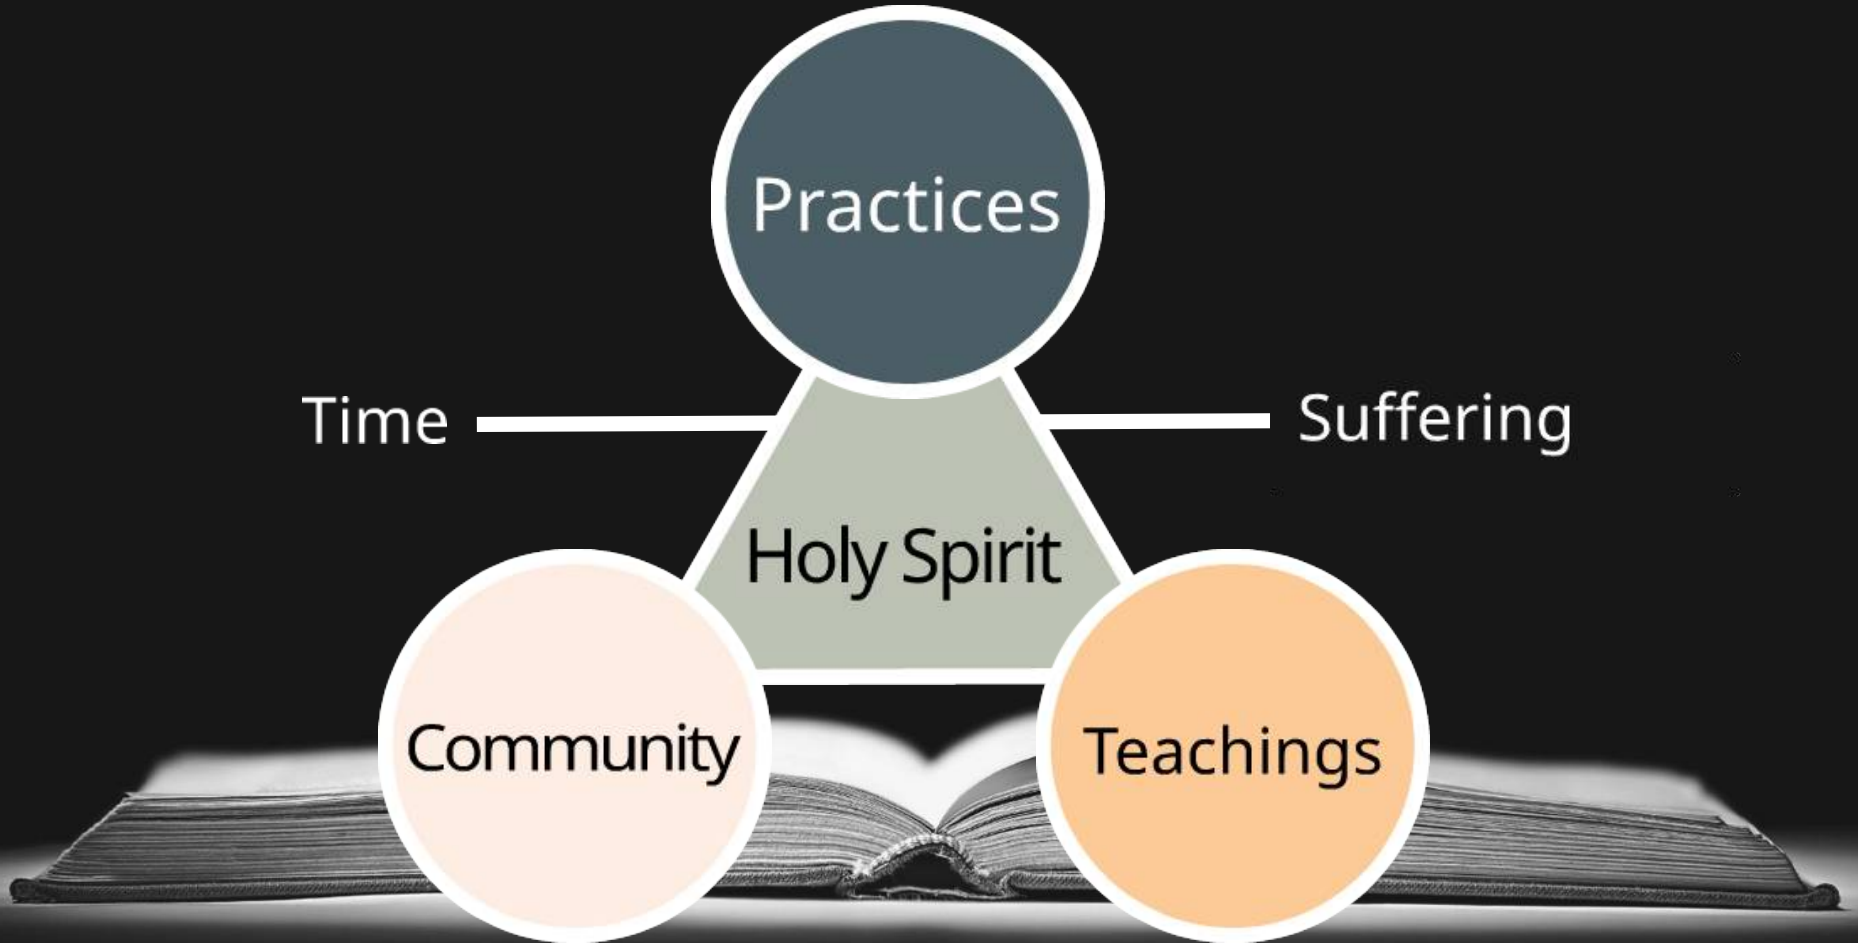 Practices
Time
Suffering
Holy Spirit
Community
Teachings